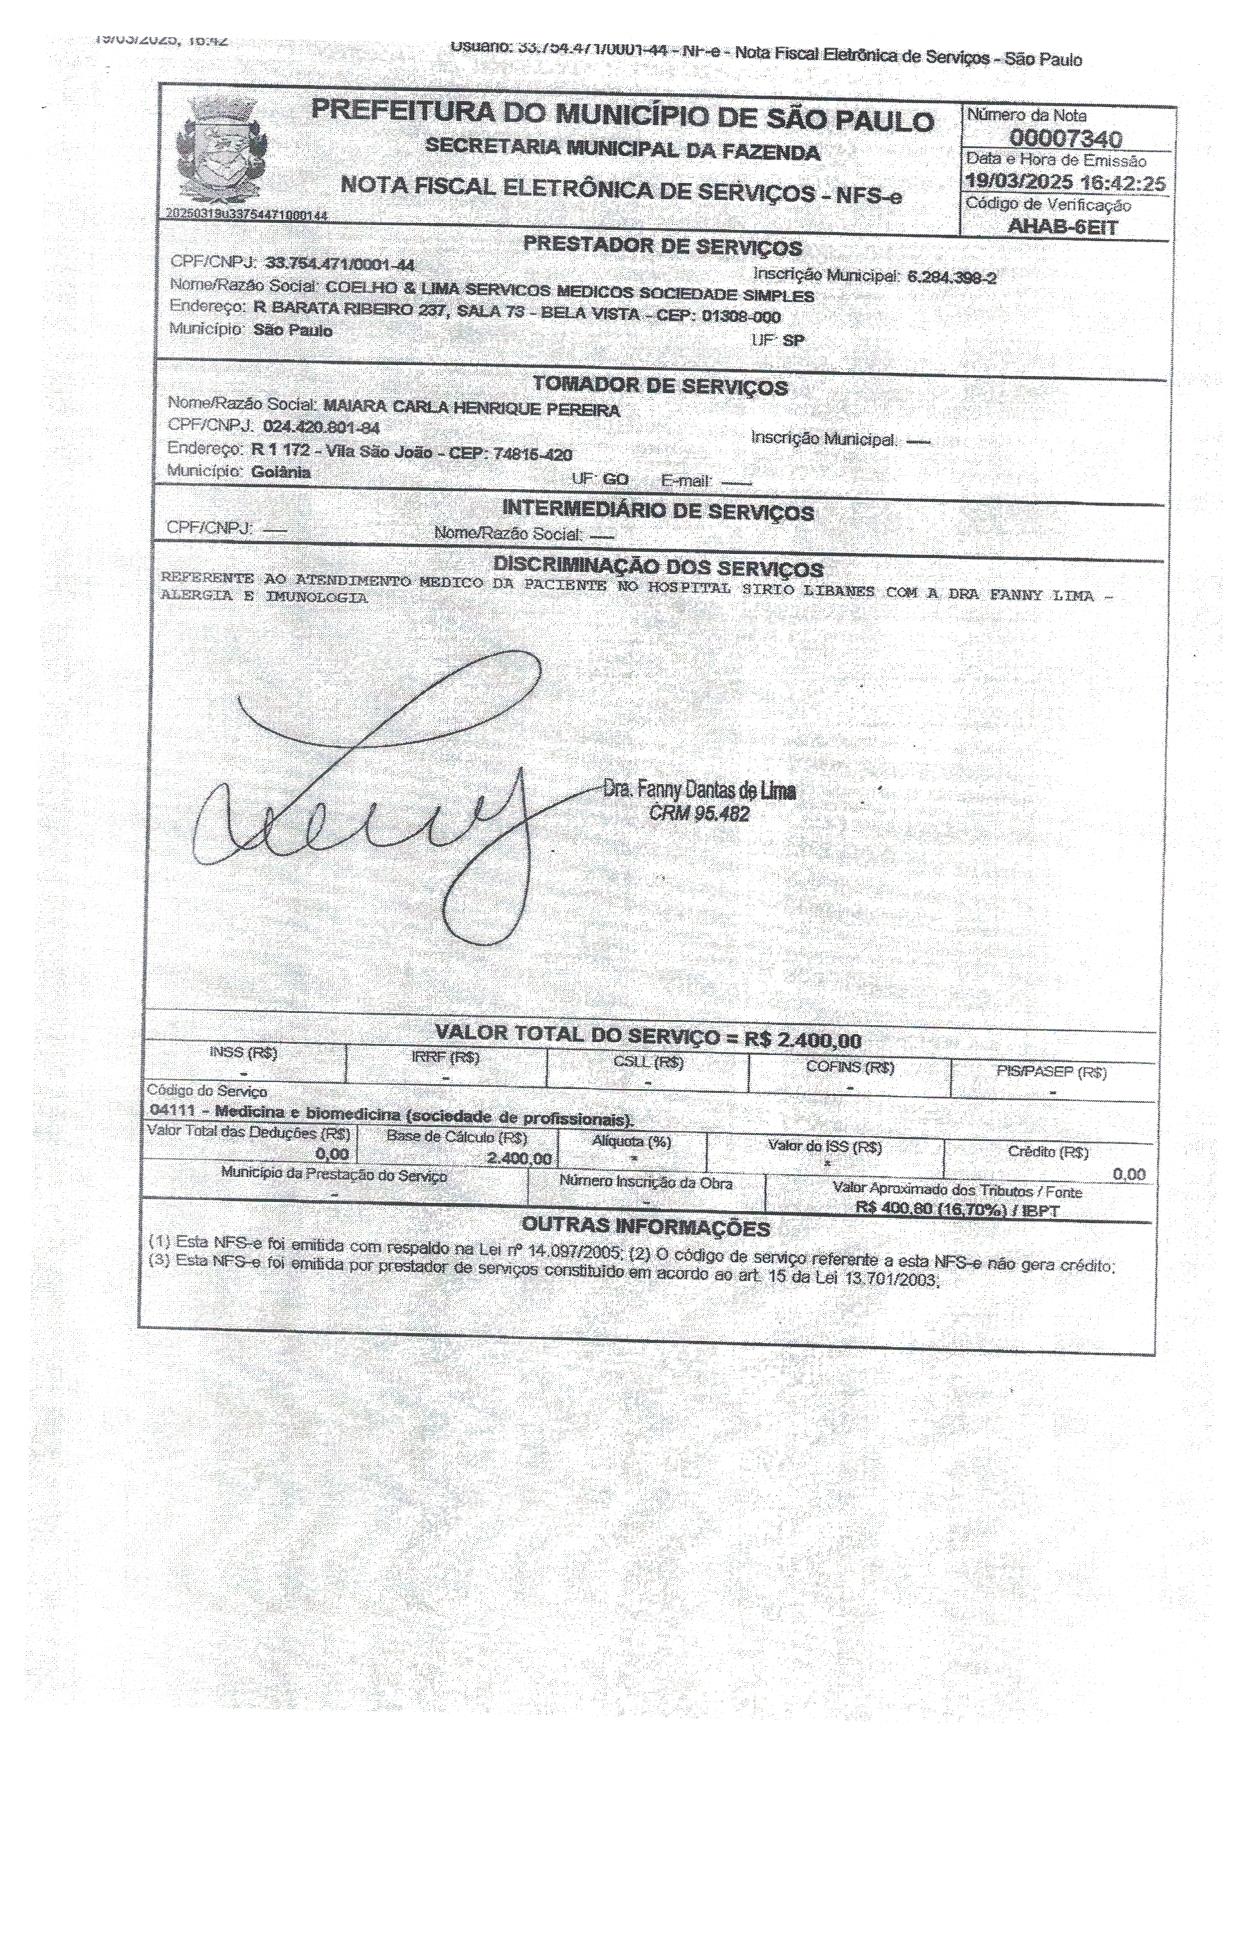 19/03/2025, 16:42
Usuário: 33.754.471/0001-44 - NF-e - Nota Fiscal Eletrônica de Serviços - São Paulo
PREFEITURA DO MUNICÍPIO DE SÃO PAULO
SECRETARIA MUNICIPAL DA FAZENDA
NOTA FISCAL ELETRÔNICA DE SERVIÇOS - NFS-e
20250319u33754471000144
Número da Nota
00007340
Data e Hora de Emissão
19/03/2025 16:42:25
Código de Verificação
AHAB-6EIT
PRESTADOR DE SERVIÇOS
CPF/CNPJ: 33.754.471/0001-44 Inscrição Municipal: 6.284.398-2
Nome/Razão Social: COELHO & LIMA SERVICOS MEDICOS SOCIEDADE SIMPLES
Endereço: R BARATA RIBEIRO 237, SALA 73 - BELA VISTA - CEP: 01308-000
Município: São Paulo UF: SP
TOMADOR DE SERVIÇOS
Nome/Razão Social: MAIARA CARLA HENRIQUE PEREIRA
CPF/CNPJ: 024.420.801-84 Inscrição Municipal: ----
Endereço: R 1 172 - Vila São João - CEP: 74815-420
Município: Goiânia UF: GO E-mail: ----
INTERMEDIÁRIO DE SERVIÇOS
CPF/CNPJ: ---- Nome/Razão Social: ----
DISCRIMINAÇÃO DOS SERVIÇOS
REFERENTE AO ATENDIMENTO MEDICO DA PACIENTE NO HOSPITAL SIRIO LIBANES COM A DRA FANNY LIMA -
ALERGIA E IMUNOLOGIA
Dra. Fanny Dantas de Lima
CRM 95.482
VALOR TOTAL DO SERVIÇO = R$ 2.400,00
INSS (R$) IRRF (R$) CSLL (R$) COFINS (R$) PIS/PASEP (R$)
- - - - -
Código do Serviço
04111 - Medicina e biomedicina (sociedade de profissionais).
Valor Total das Deduções (R$) Base de Cálculo (R$) Alíquota (%) Valor do ISS (R$) Crédito (R$)
0,00 2.400,00 * * 0,00
Município da Prestação do Serviço Número Inscrição da Obra Valor Aproximado dos Tributos / Fonte
- - R$ 400,80 (16,70%) / IBPT
OUTRAS INFORMAÇÕES
(1) Esta NFS-e foi emitida com respaldo na Lei nº 14.097/2005; (2) O código de serviço referente a esta NFS-e não gera crédito;
(3) Esta NFS-e foi emitida por prestador de serviços constituído em acordo ao art. 15 da Lei 13.701/2003;